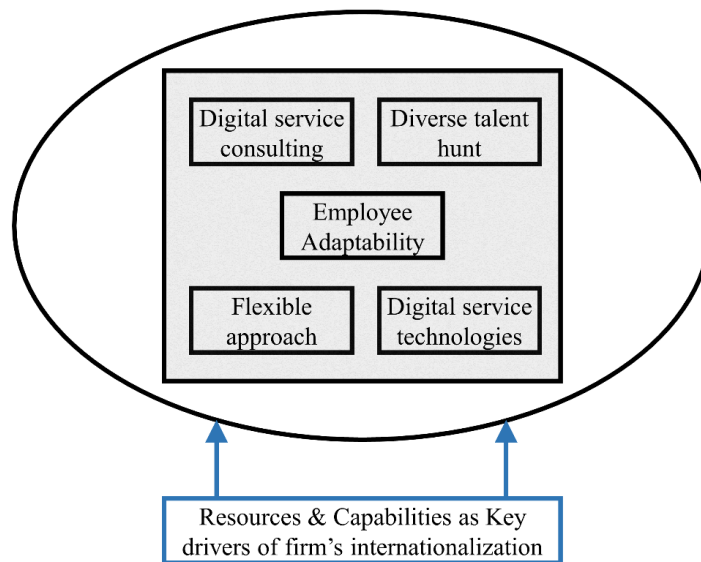 Digital service
consulting
Diverse talent
hunt
Employee
Adaptability
Flexible
approach
Digital service
technologies
Resources & Capabilities as Key
drivers of firm’s internationalization